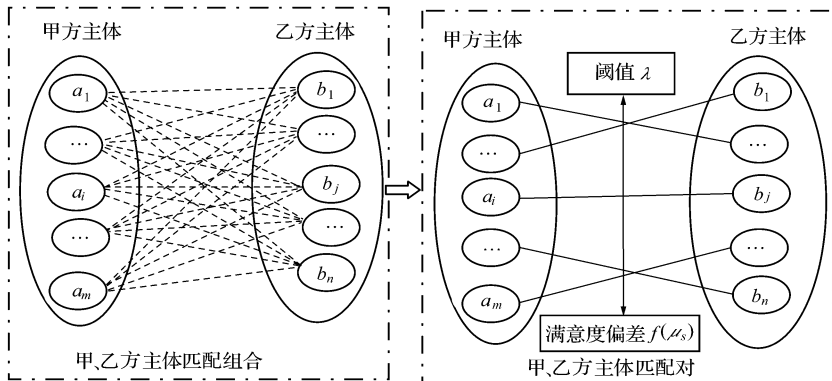 甲方主体
乙方主体
a1
…
ai
…
am
b1
…
bj
…
bn
甲、乙方主体匹配组合
甲方主体
乙方主体
阈值 λ
a1
…
ai
…
am
b1
…
bj
…
bn
满意度偏差 f(μs)
甲、乙方主体匹配对